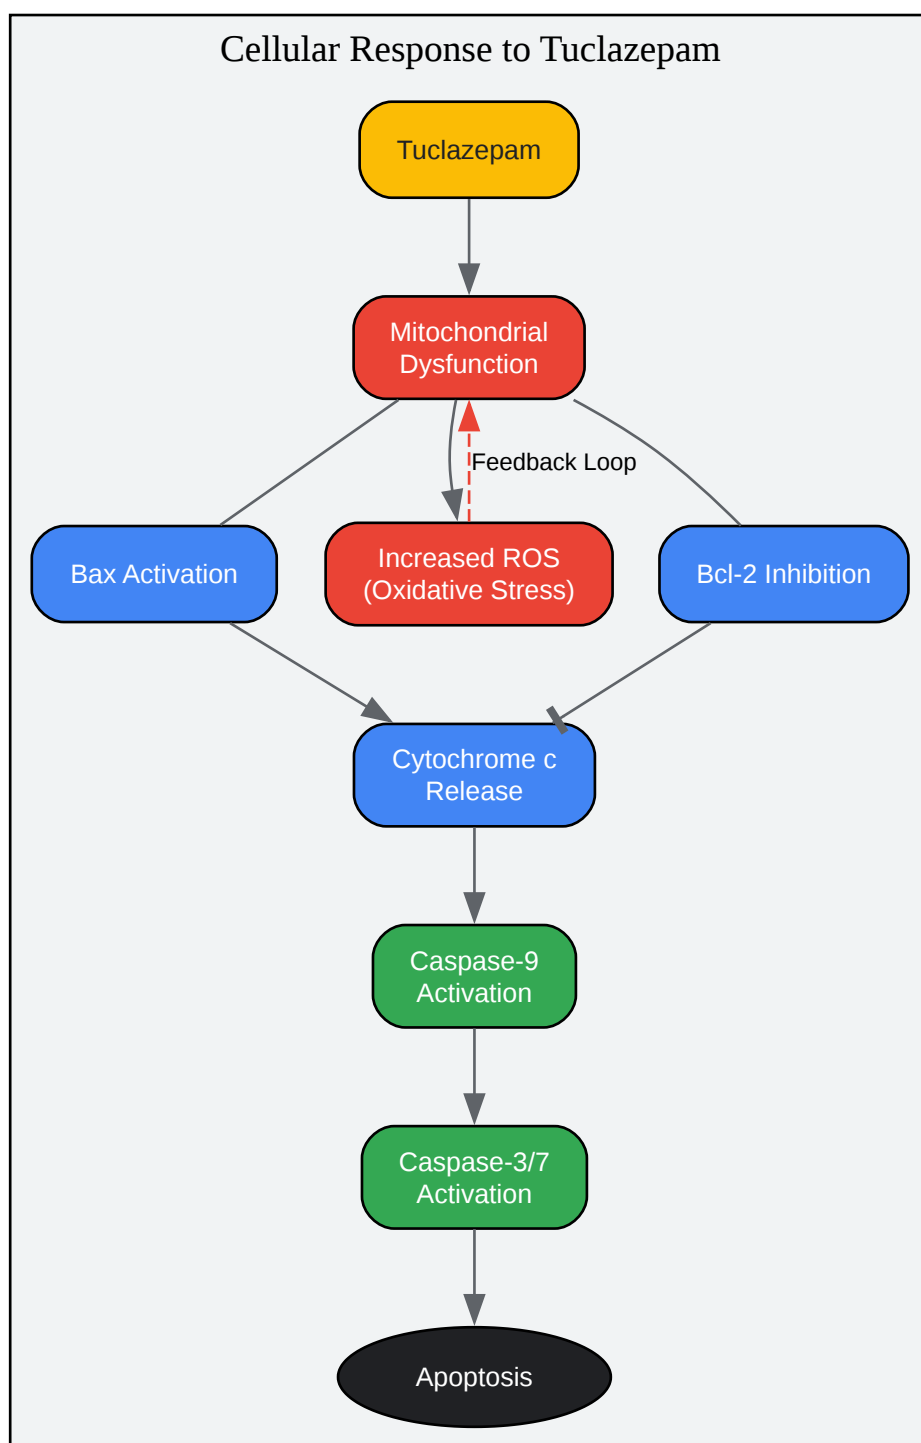 Cellular Response to Tuclazepam
Tuclazepam
Mitochondrial
Dysfunction
Feedback Loop
Bax Activation
Increased ROS
(Oxidative Stress)
Bcl-2 Inhibition
Cytochrome c
Release
Caspase-9
Activation
Caspase-3/7
Activation
Apoptosis